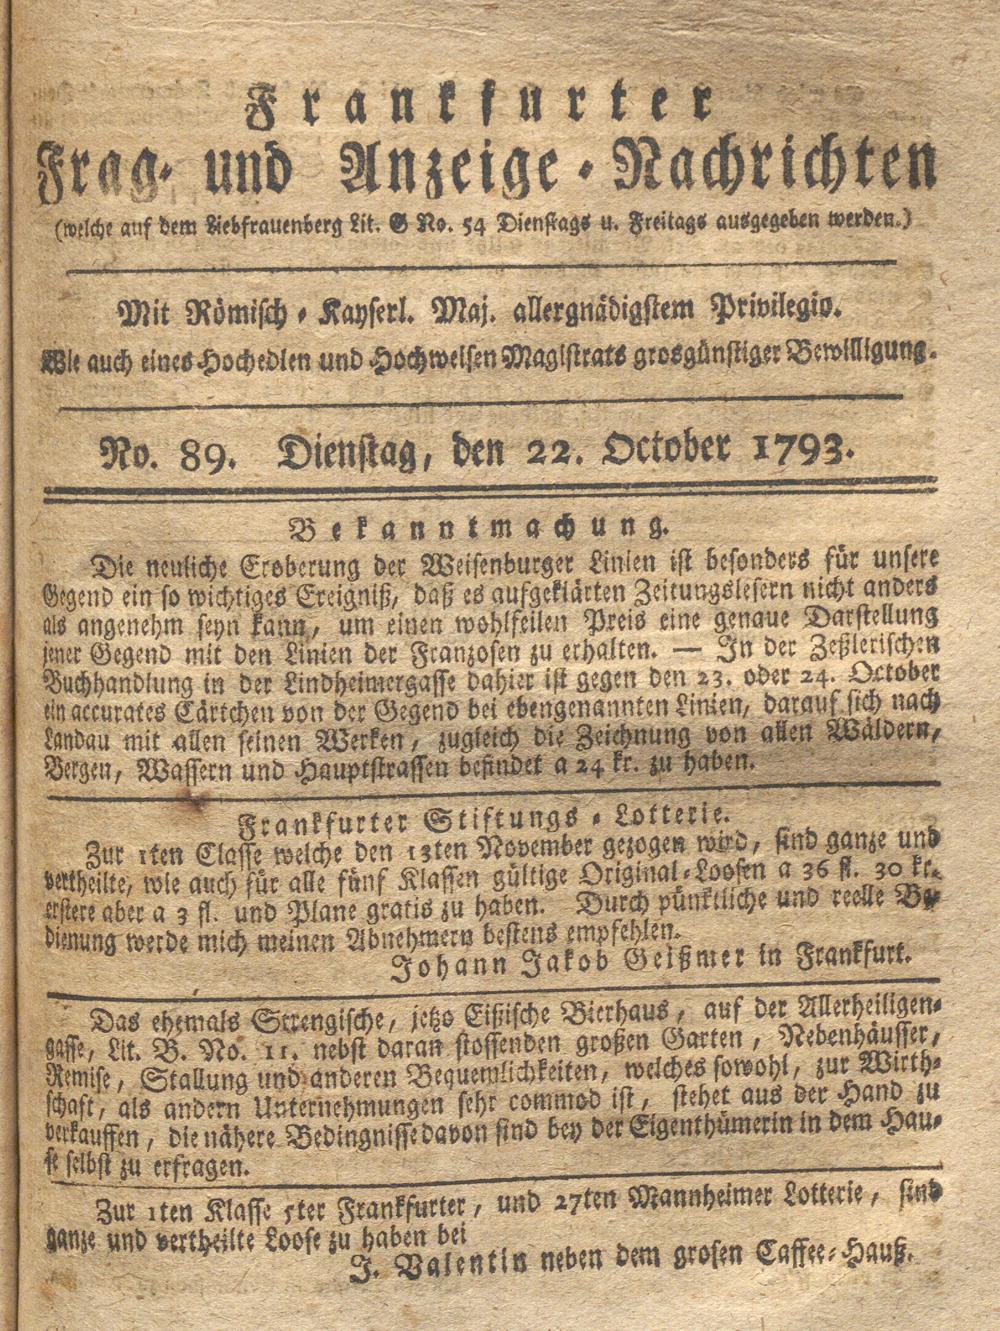 Frankfurter
Frag- und Anzeige-Nachrichten
(welche auf dem Liebfrauenberg Lit. G No. 54 Dienstags u. Freitags ausgegeben werden.)
Mit Römisch-Kayserl. Maj. allergnädigstem Privilegio.
Wie auch eines Hochedlen und Hochweisen Magistrats grosgünstiger Bewilligung.
No. 89. Dienstag, den 22. October 1793.
Bekanntmachung.
Die neuliche Eroberung der Weisenburger Linien ist besonders für unsere
Gegend ein so wichtiges Ereigniß, daß es aufgeklärten Zeitungslesern nicht anders
als angenehm seyn kann, um einen wohlfeilen Preis eine genaue Darstellung
jener Gegend mit den Linien der Franzosen zu erhalten. — In der Zeßlerischen
Buchhandlung in der Lindheimergasse dahier ist gegen den 23. oder 24. October
ein accurates Cärtchen von der Gegend bei ebengenannten Linien, darauf sich nach
Landau mit allen seinen Werken, zugleich die Zeichnung von allen Wäldern,
Bergen, Wassern und Hauptstrassen befindet a 24 kr. zu haben.
Frankfurter Stiftungs-Lotterie.
Zur 1ten Classe welche den 13ten November gezogen wird, sind ganze und
vertheilte, wie auch für alle fünf Klassen gültige Original-Loosen a 36 fl. 30 kr.
erstere aber a 3 fl. und Plane gratis zu haben. Durch pünktliche und reelle Be-
dienung werde mich meinen Abnehmern bestens empfehlen.
Johann Jakob Geißmer in Frankfurt.
Das ehemals Strengische, jetzo Eißische Bierhaus, auf der Allerheiligen-
gasse, Lit. B. No. 11. nebst daran stossenden großen Garten, Nebenhäusser,
Remise, Stallung und anderen Bequemlichkeiten, welches sowohl, zur Wirth-
schaft, als andern Unternehmungen sehr commod ist, stehet aus der Hand zu
verkauffen, die nähere Bedingnisse davon sind bey der Eigenthümerin in dem Hau-
se selbst zu erfragen.
Zur 1ten Klasse 5ter Frankfurter, und 27ten Mannheimer Lotterie, sind
ganze und vertheilte Loose zu haben bei
J. Valentin neben dem grosen Caffee-Hauß.